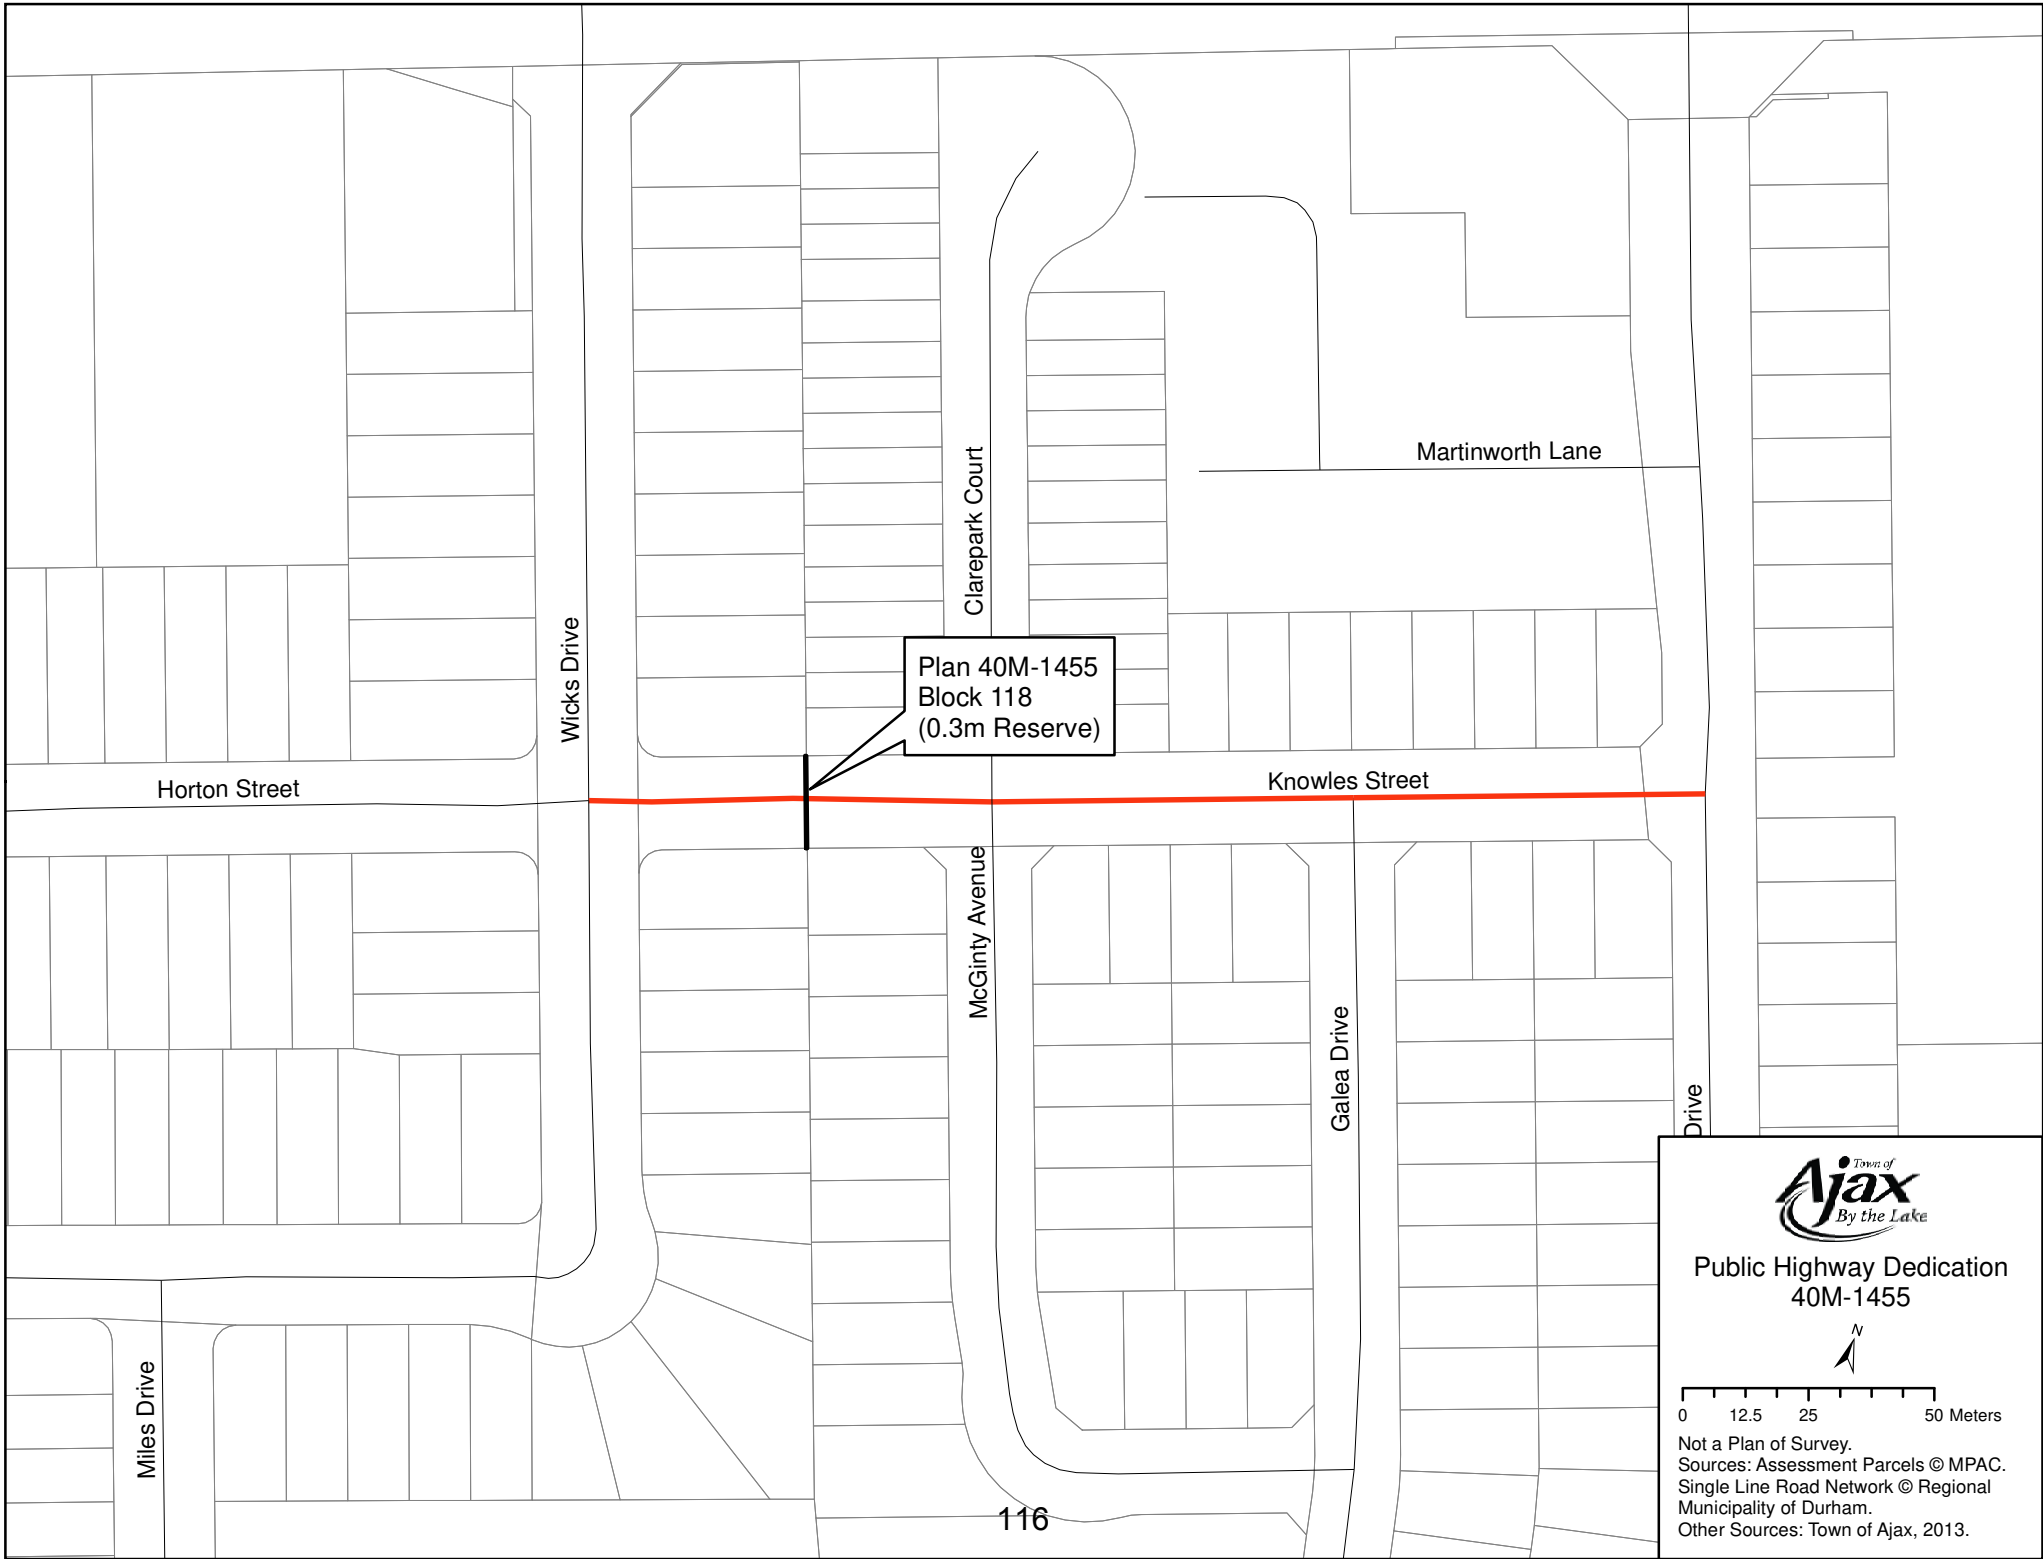 Martinworth Lane
Clarepark Court
Wicks Drive
Plan 40M-1455
Block 118
(0.3m Reserve)
Horton Street
Knowles Street
McGinty Avenue
Galea Drive
Drive
Miles Drive
Town of
Ajax
By the Lake
Public Highway Dedication
40M-1455
N
0 12.5 25 50 Meters
Not a Plan of Survey.
Sources: Assessment Parcels © MPAC.
Single Line Road Network © Regional
Municipality of Durham.
Other Sources: Town of Ajax, 2013.
116